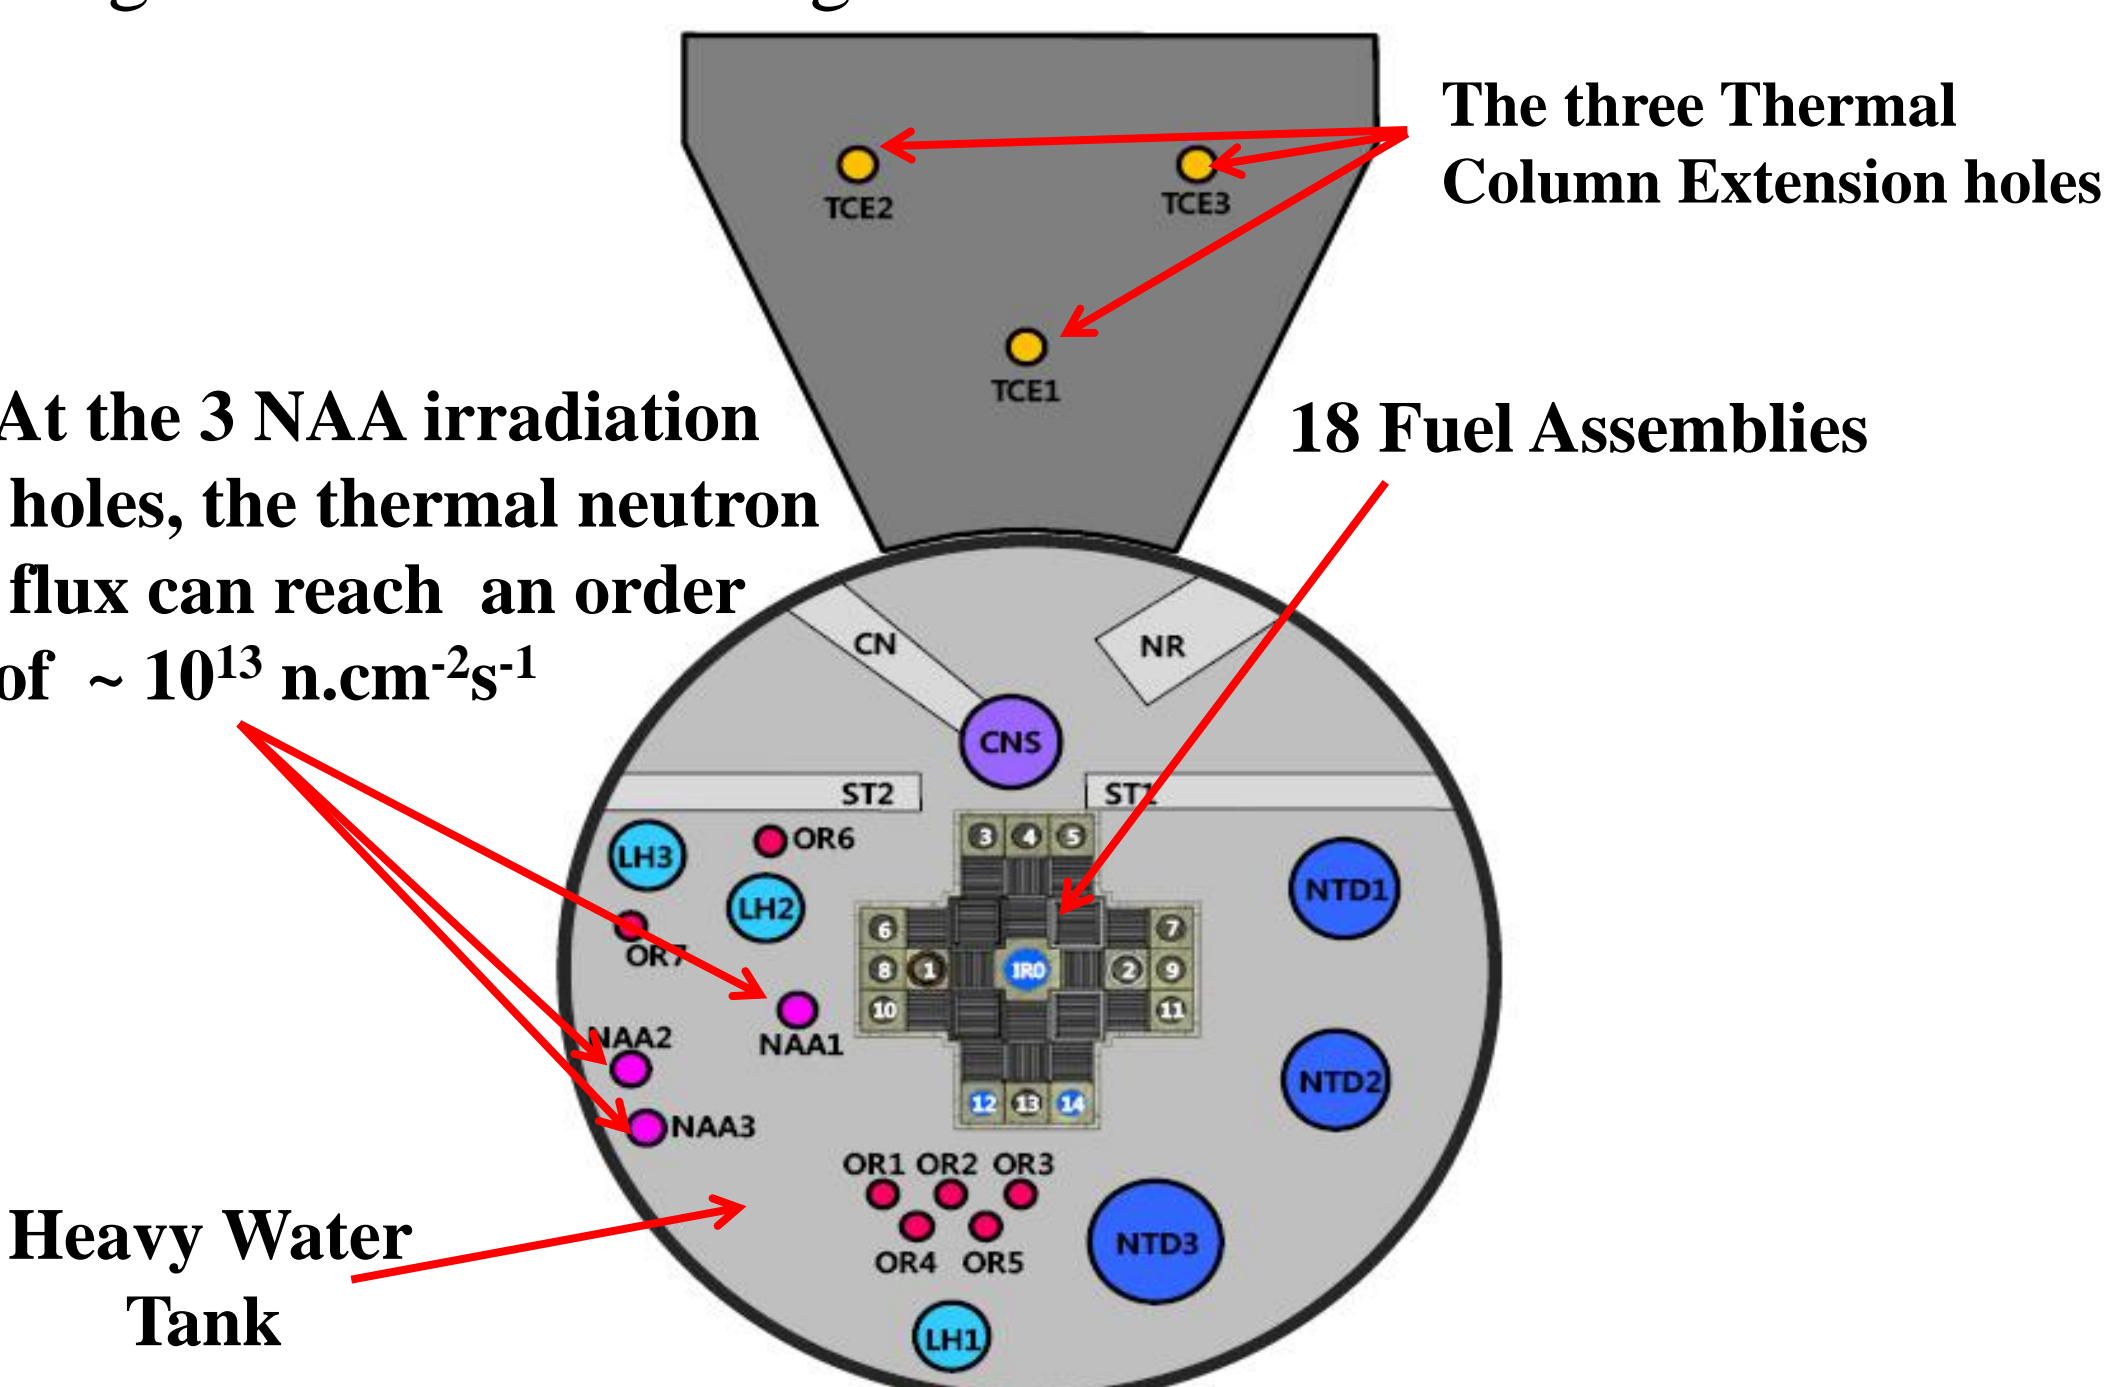 The three Thermal
Column Extension holes
TCE2
TCE3
TCE1
At the 3 NAA irradiation
holes, the thermal neutron
flux can reach an order
of ~ 10¹³ n.cm⁻²s⁻¹
18 Fuel Assemblies
CN
NR
CNS
ST2
ST1
LH3
OR6
LH2
OR7
3 4 5
NTD1
6 7
8 1 IR0 2 9
10 11
NAA1
NAA2
NAA3
12 13 14
NTD2
OR1 OR2 OR3
OR4 OR5
NTD3
LH1
Heavy Water
Tank